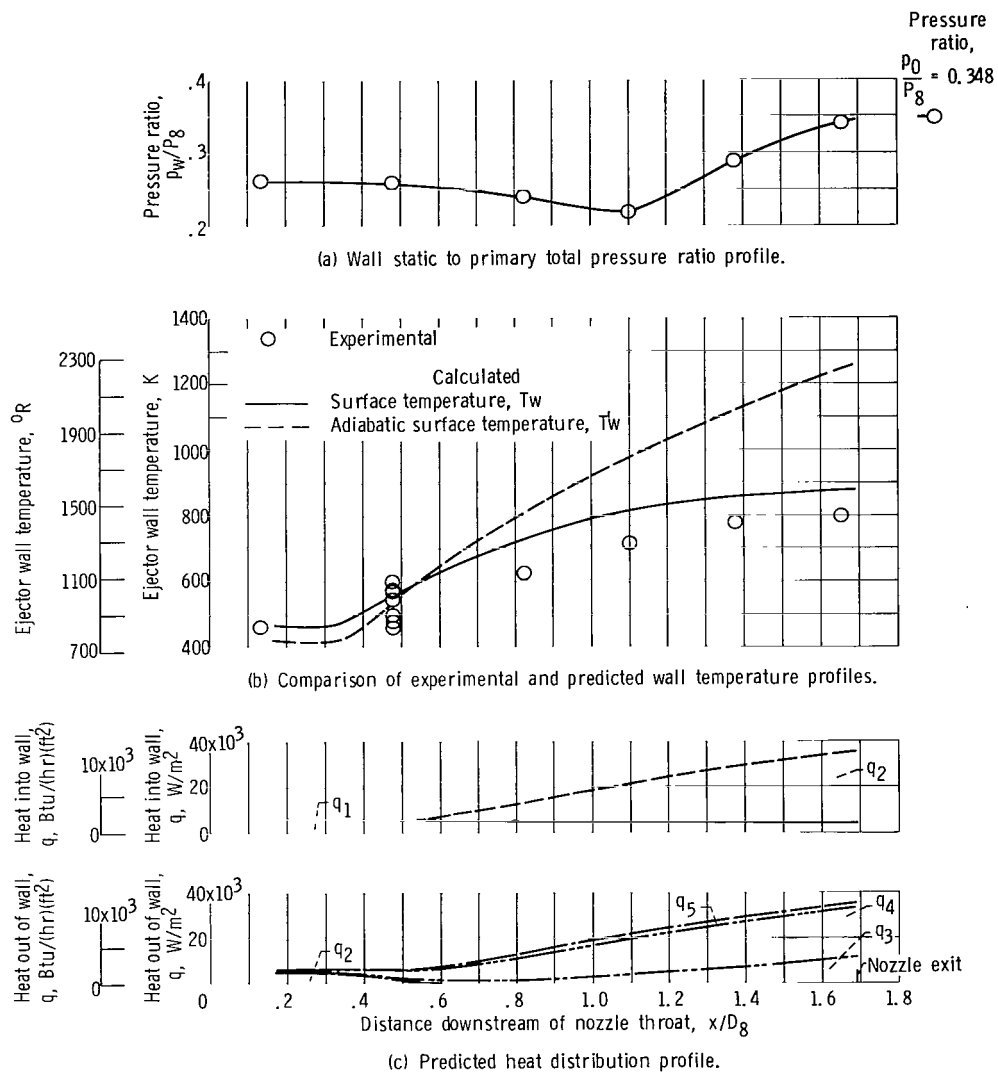 Pressure
ratio,
p0/P8 = 0.348
Pressure ratio,
pw/P8
.4
.3
.2
(a) Wall static to primary total pressure ratio profile.
Ejector wall temperature, °R
2300
1900
1500
1100
700
Ejector wall temperature, K
1400
1200
1000
800
600
400
Experimental
Calculated
Surface temperature, Tw
Adiabatic surface temperature, T'w
(b) Comparison of experimental and predicted wall temperature profiles.
Heat into wall,
q, Btu/(hr)(ft²)
10x10³
0
Heat into wall,
q, W/m²
40x10³
20
0
q1
q2
Heat out of wall,
q, Btu/(hr)(ft²)
10x10³
0
Heat out of wall,
q, W/m²
40x10³
20
0
q2
q5
q4
q3
Nozzle exit
.2 .4 .6 .8 1.0 1.2 1.4 1.6 1.8
Distance downstream of nozzle throat, x/D8
(c) Predicted heat distribution profile.